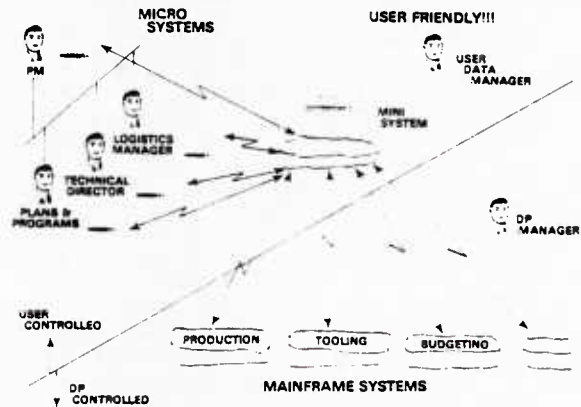 MICRO
SYSTEMS
USER FRIENDLY!!!
PM
USER
DATA
MANAGER
MINI
SYSTEM
LOGISTICS
MANAGER
TECHNICAL
DIRECTOR
PLANS &
PROGRAMS
DP
MANAGER
USER
CONTROLLED
PRODUCTION
TOOLING
BUDGETING
DP
CONTROLLED
MAINFRAME SYSTEMS